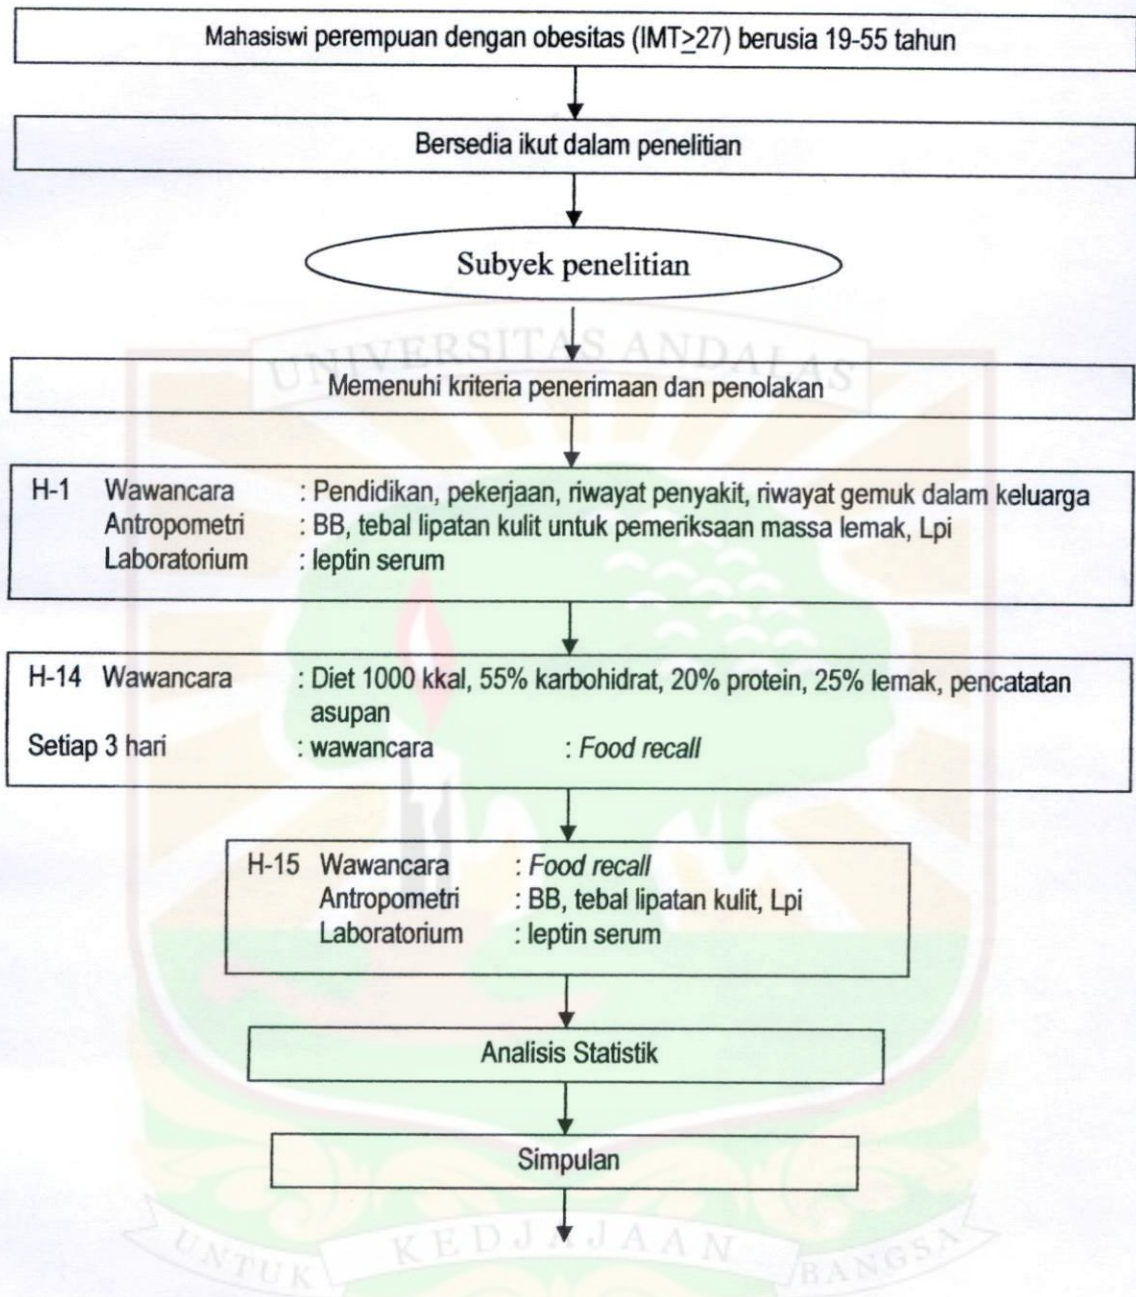 Mahasiswi perempuan dengan obesitas (IMT≥27) berusia 19-55 tahun
Bersedia ikut dalam penelitian
Subyek penelitian
UNIVERSITAS ANDALAS
Memenuhi kriteria penerimaan dan penolakan
H-1 Wawancara : Pendidikan, pekerjaan, riwayat penyakit, riwayat gemuk dalam keluarga
Antropometri : BB, tebal lipatan kulit untuk pemeriksaan massa lemak, Lpi
Laboratorium : leptin serum
H-14 Wawancara : Diet 1000 kkal, 55% karbohidrat, 20% protein, 25% lemak, pencatatan
asupan
Setiap 3 hari : wawancara : Food recall
H-15 Wawancara : Food recall
Antropometri : BB, tebal lipatan kulit, Lpi
Laboratorium : leptin serum
Analisis Statistik
Simpulan
UNTUK KEDJAJAAN BANGSA